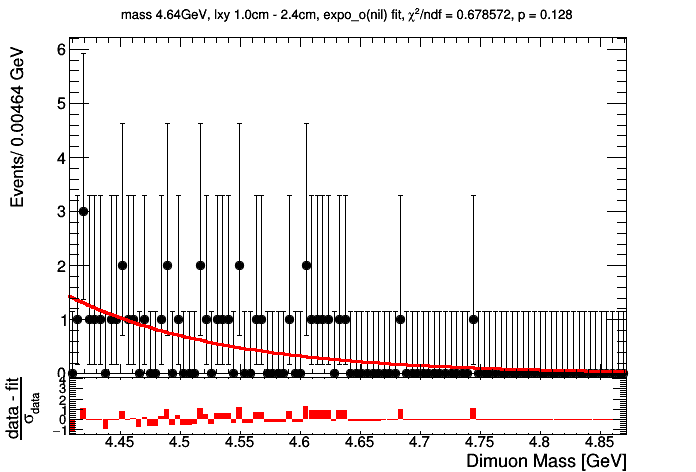 mass 4.64GeV, lxy 1.0cm - 2.4cm, expo_o(nil) fit, χ²/ndf = 0.678572, p = 0.128
Events/ 0.00464 GeV
6
5
4
3
2
1
0
data - fit
σdata
4
3
2
1
0
−1
4.45 4.5 4.55 4.6 4.65 4.7 4.75 4.8 4.85
Dimuon Mass [GeV]